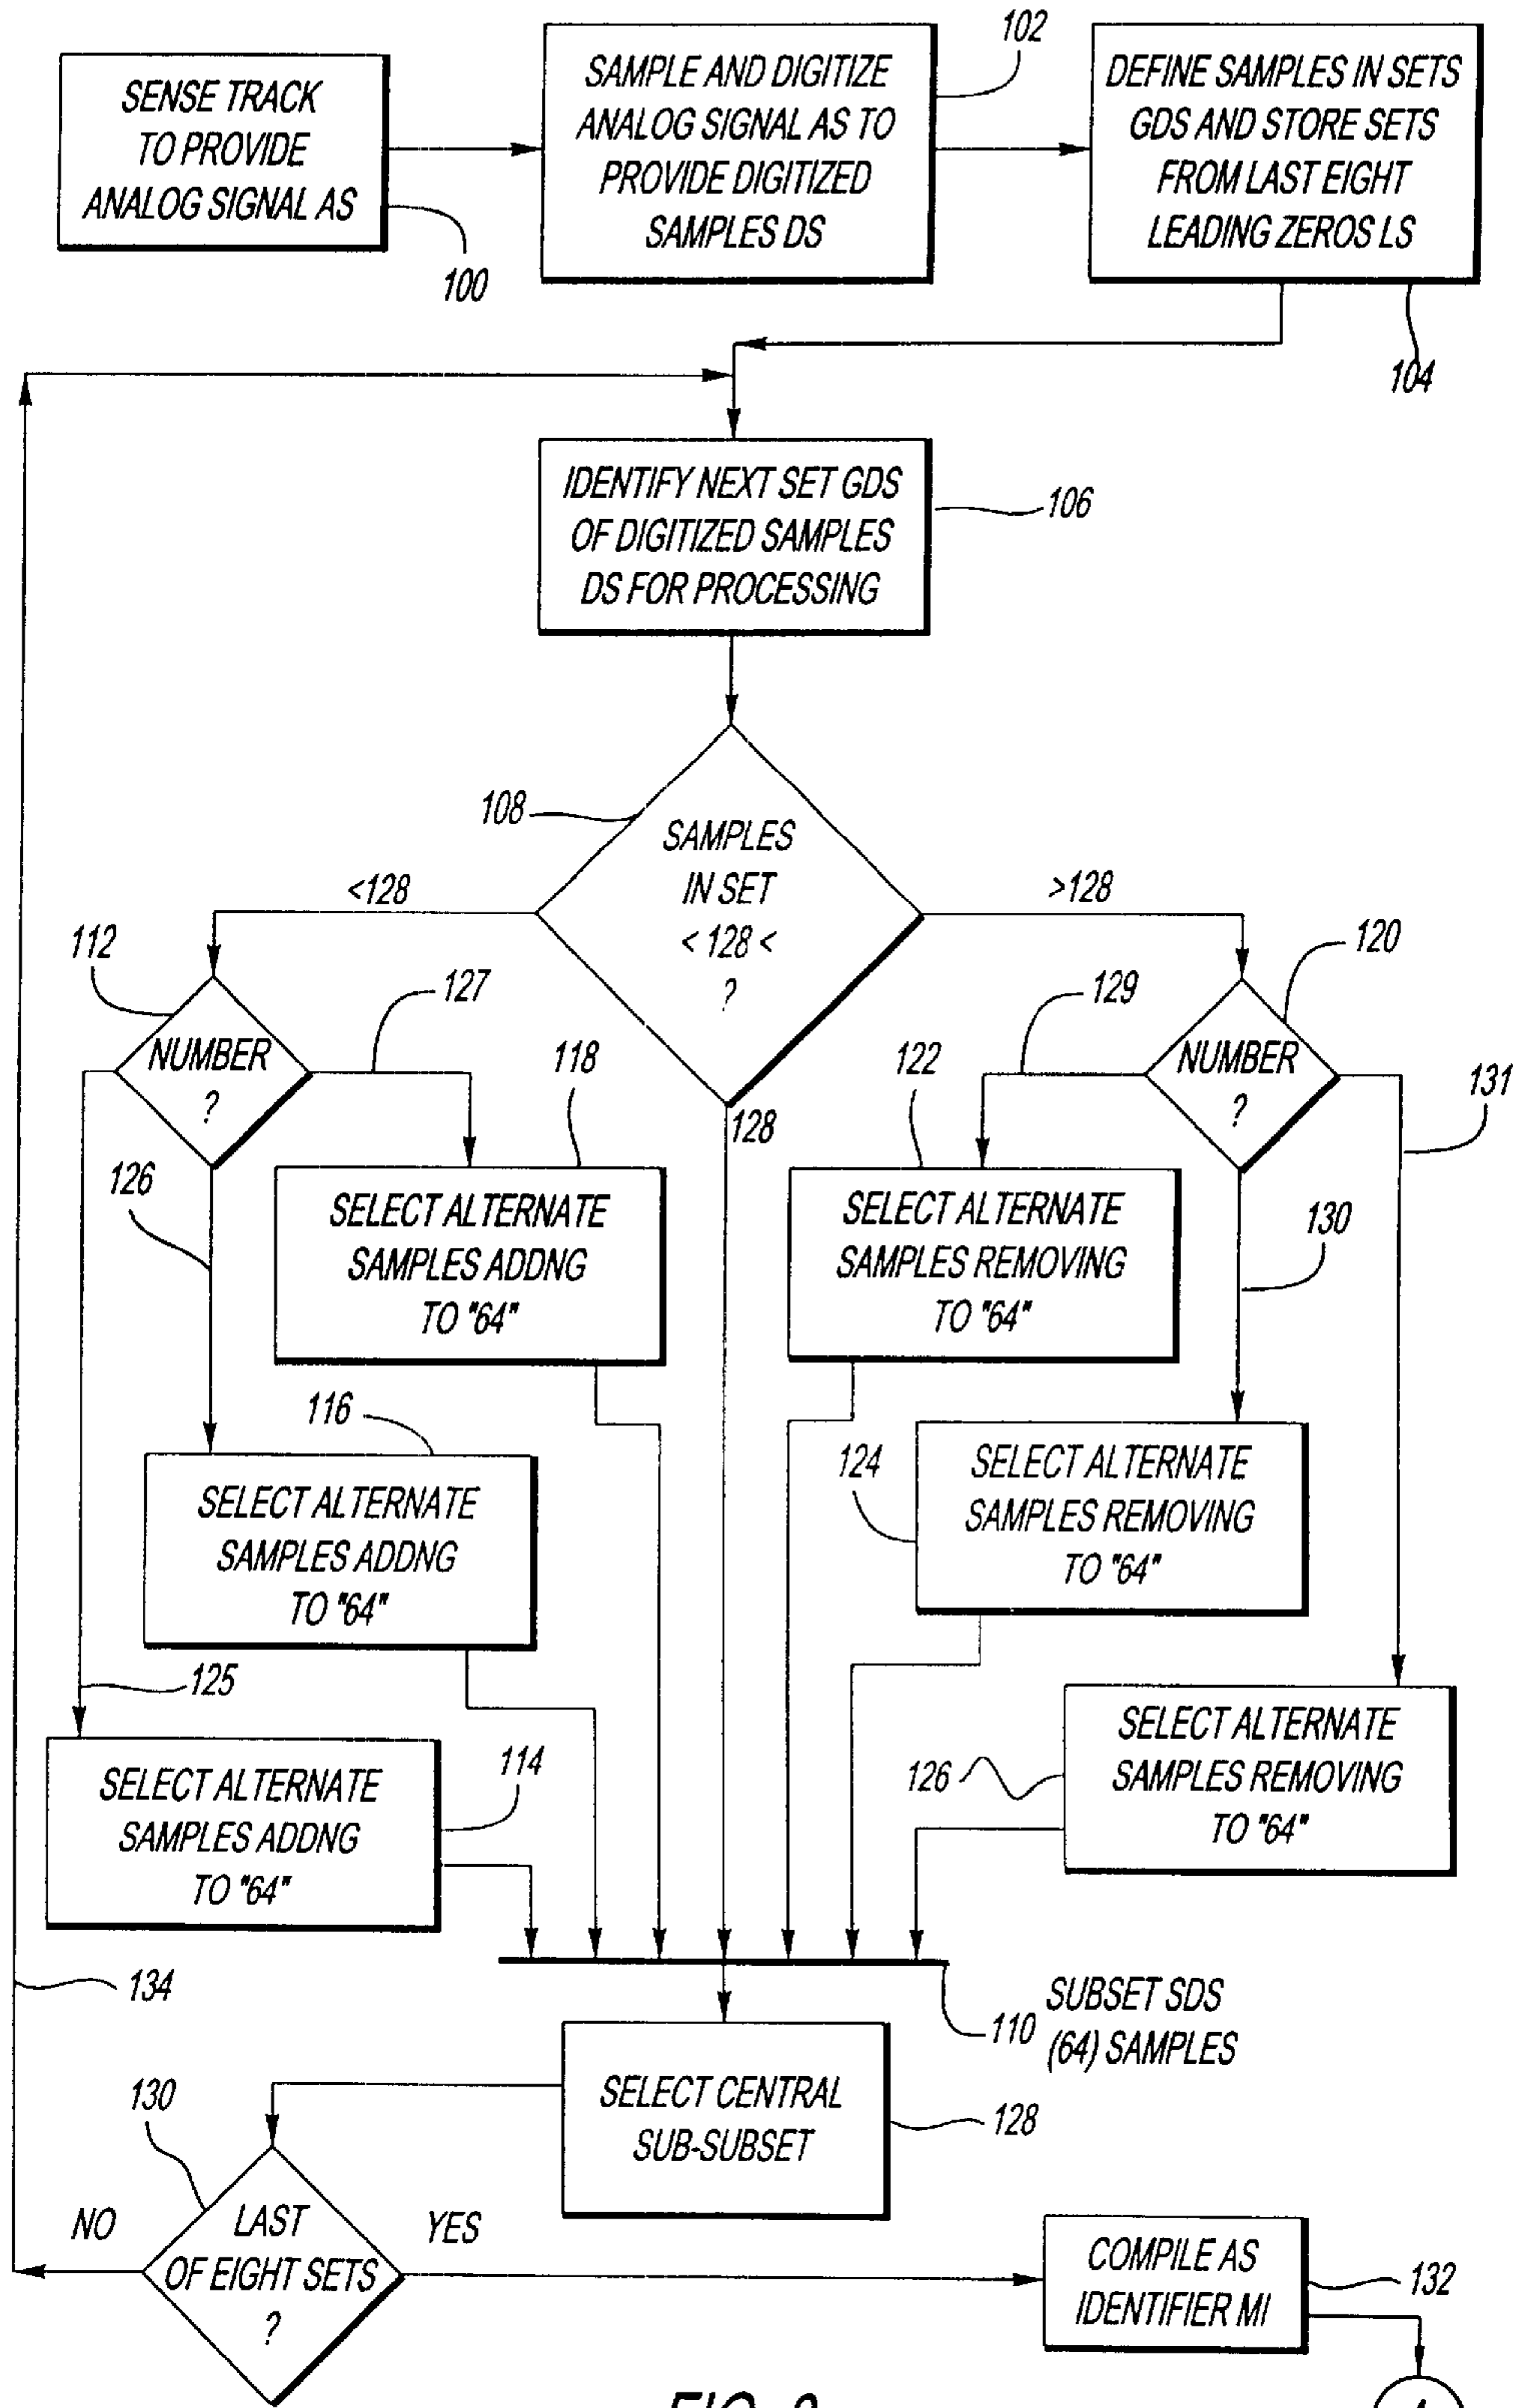 SENSE TRACK
TO PROVIDE
ANALOG SIGNAL AS
100
SAMPLE AND DIGITIZE
ANALOG SIGNAL AS TO
PROVIDE DIGITIZED
SAMPLES DS
102
DEFINE SAMPLES IN SETS
GDS AND STORE SETS
FROM LAST EIGHT
LEADING ZEROS LS
104
IDENTIFY NEXT SET GDS
OF DIGITIZED SAMPLES
DS FOR PROCESSING
106
108
SAMPLES
IN SET
< 128 <
?
<128
>128
128
112
NUMBER
?
127
126
125
118
SELECT ALTERNATE
SAMPLES ADDNG
TO "64"
116
SELECT ALTERNATE
SAMPLES ADDNG
TO "64"
114
SELECT ALTERNATE
SAMPLES ADDNG
TO "64"
120
NUMBER
?
129
130
131
122
SELECT ALTERNATE
SAMPLES REMOVING
TO "64"
124
SELECT ALTERNATE
SAMPLES REMOVING
TO "64"
126
SELECT ALTERNATE
SAMPLES REMOVING
TO "64"
134
110
SUBSET SDS
(64) SAMPLES
SELECT CENTRAL
SUB-SUBSET
128
130
LAST
OF EIGHT SETS
?
NO
YES
COMPILE AS
IDENTIFIER MI
132